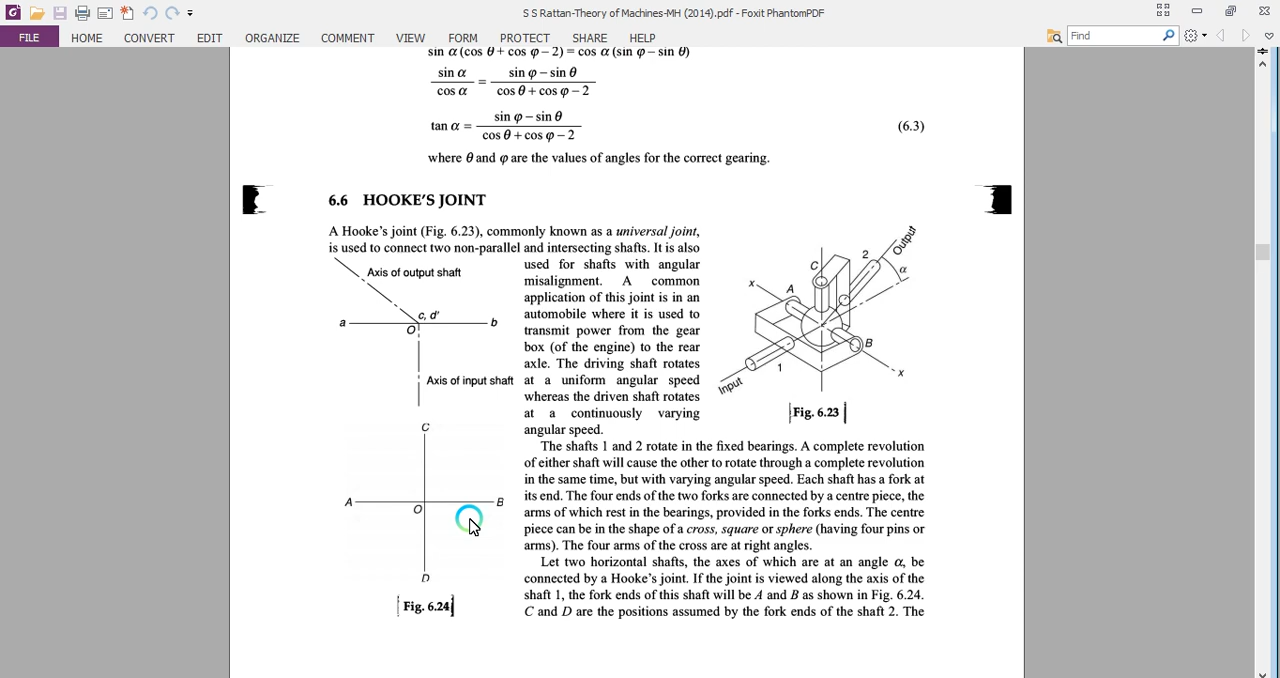 S S Rattan-Theory of Machines-MH (2014).pdf - Foxit PhantomPDF
FILE HOME CONVERT EDIT ORGANIZE COMMENT VIEW FORM PROTECT SHARE HELP Find
sin α (cos θ + cos φ – 2) = cos α (sin φ – sin θ)
sin α / cos α = sin φ – sin θ / cos θ + cos φ – 2
tan α = sin φ – sin θ / cos θ + cos φ – 2 (6.3)
where θ and φ are the values of angles for the correct gearing.
6.6 HOOKE'S JOINT
A Hooke's joint (Fig. 6.23), commonly known as a universal joint,
is used to connect two non-parallel and intersecting shafts. It is also
used for shafts with angular
misalignment. A common
application of this joint is in an
automobile where it is used to
transmit power from the gear
box (of the engine) to the rear
axle. The driving shaft rotates
at a uniform angular speed
whereas the driven shaft rotates
at a continuously varying
angular speed.
Axis of output shaft
c, d'
a
b
O
Axis of input shaft
C
A
B
O
D
Fig. 6.24
Output
2
α
C
x
A
B
x
1
Input
Fig. 6.23
The shafts 1 and 2 rotate in the fixed bearings. A complete revolution
of either shaft will cause the other to rotate through a complete revolution
in the same time, but with varying angular speed. Each shaft has a fork at
its end. The four ends of the two forks are connected by a centre piece, the
arms of which rest in the bearings, provided in the forks ends. The centre
piece can be in the shape of a cross, square or sphere (having four pins or
arms). The four arms of the cross are at right angles.
Let two horizontal shafts, the axes of which are at an angle α, be
connected by a Hooke's joint. If the joint is viewed along the axis of the
shaft 1, the fork ends of this shaft will be A and B as shown in Fig. 6.24.
C and D are the positions assumed by the fork ends of the shaft 2. The